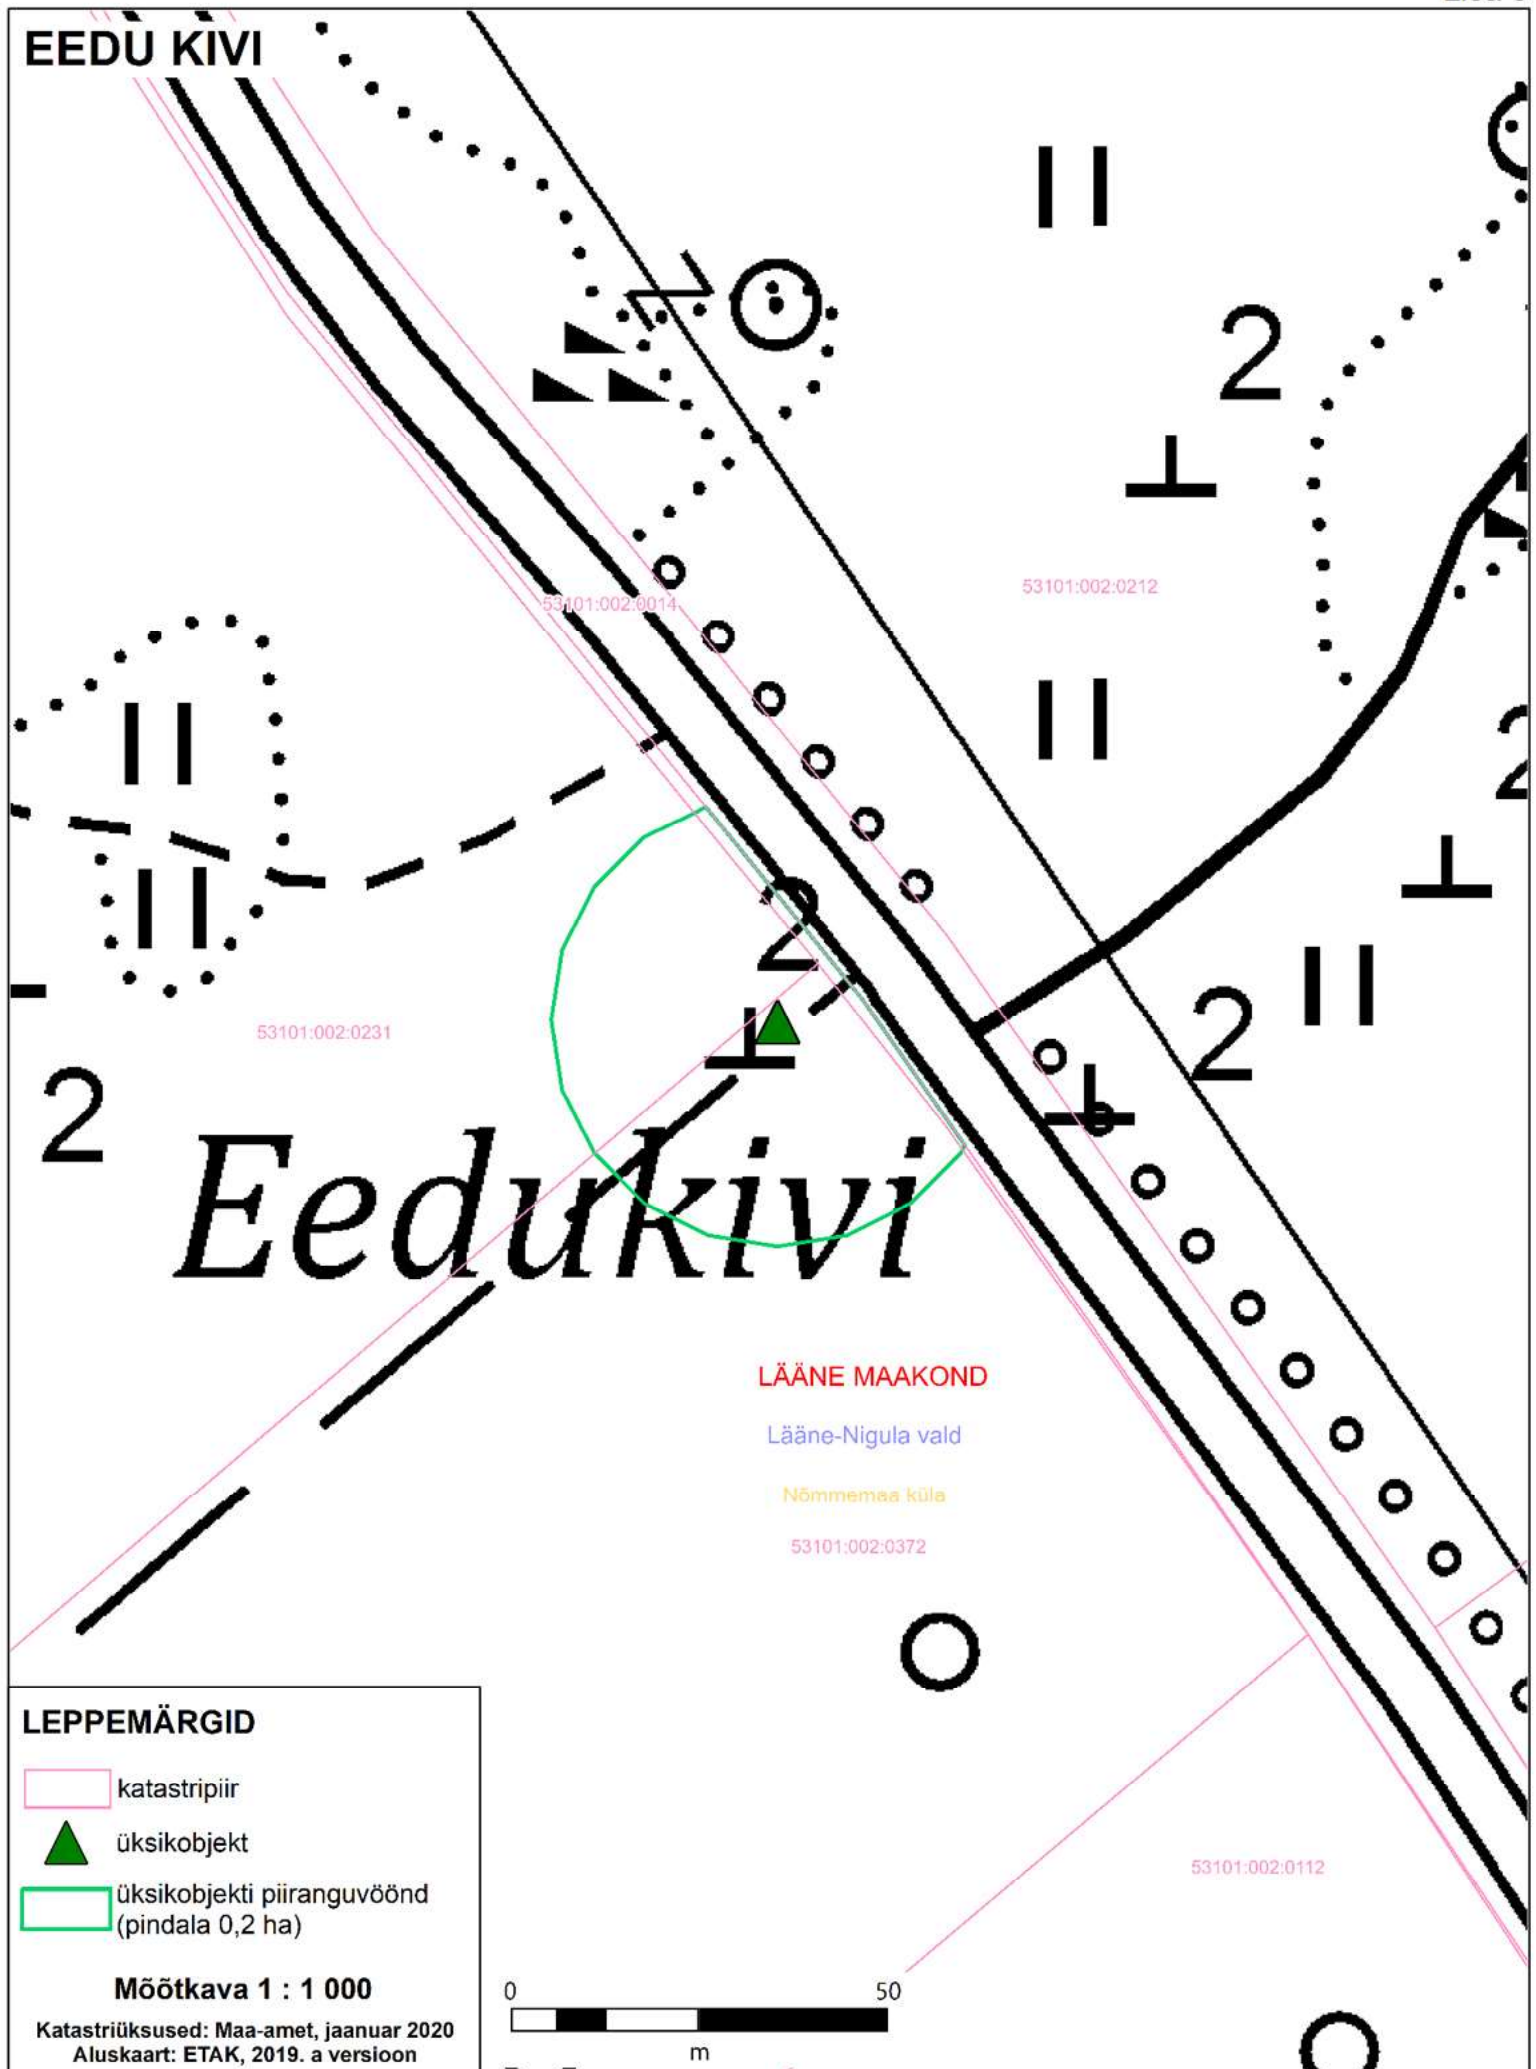 EEDU KIVI
2
53101:002:0014
53101:002:0212
2
2
53101:002:0231
2
2
Eedukivi
LÄÄNE MAAKOND
Lääne-Nigula vald
Nõmmemaa küla
53101:002:0372
53101:002:0112
LEPPEMÄRGID
katastripiir
üksikobjekt
üksikobjekti piiranguvöönd
(pindala 0,2 ha)
Mõõtkava 1 : 1 000
Katastriüksused: Maa-amet, jaanuar 2020
Aluskaart: ETAK, 2019. a versioon
0 50
m